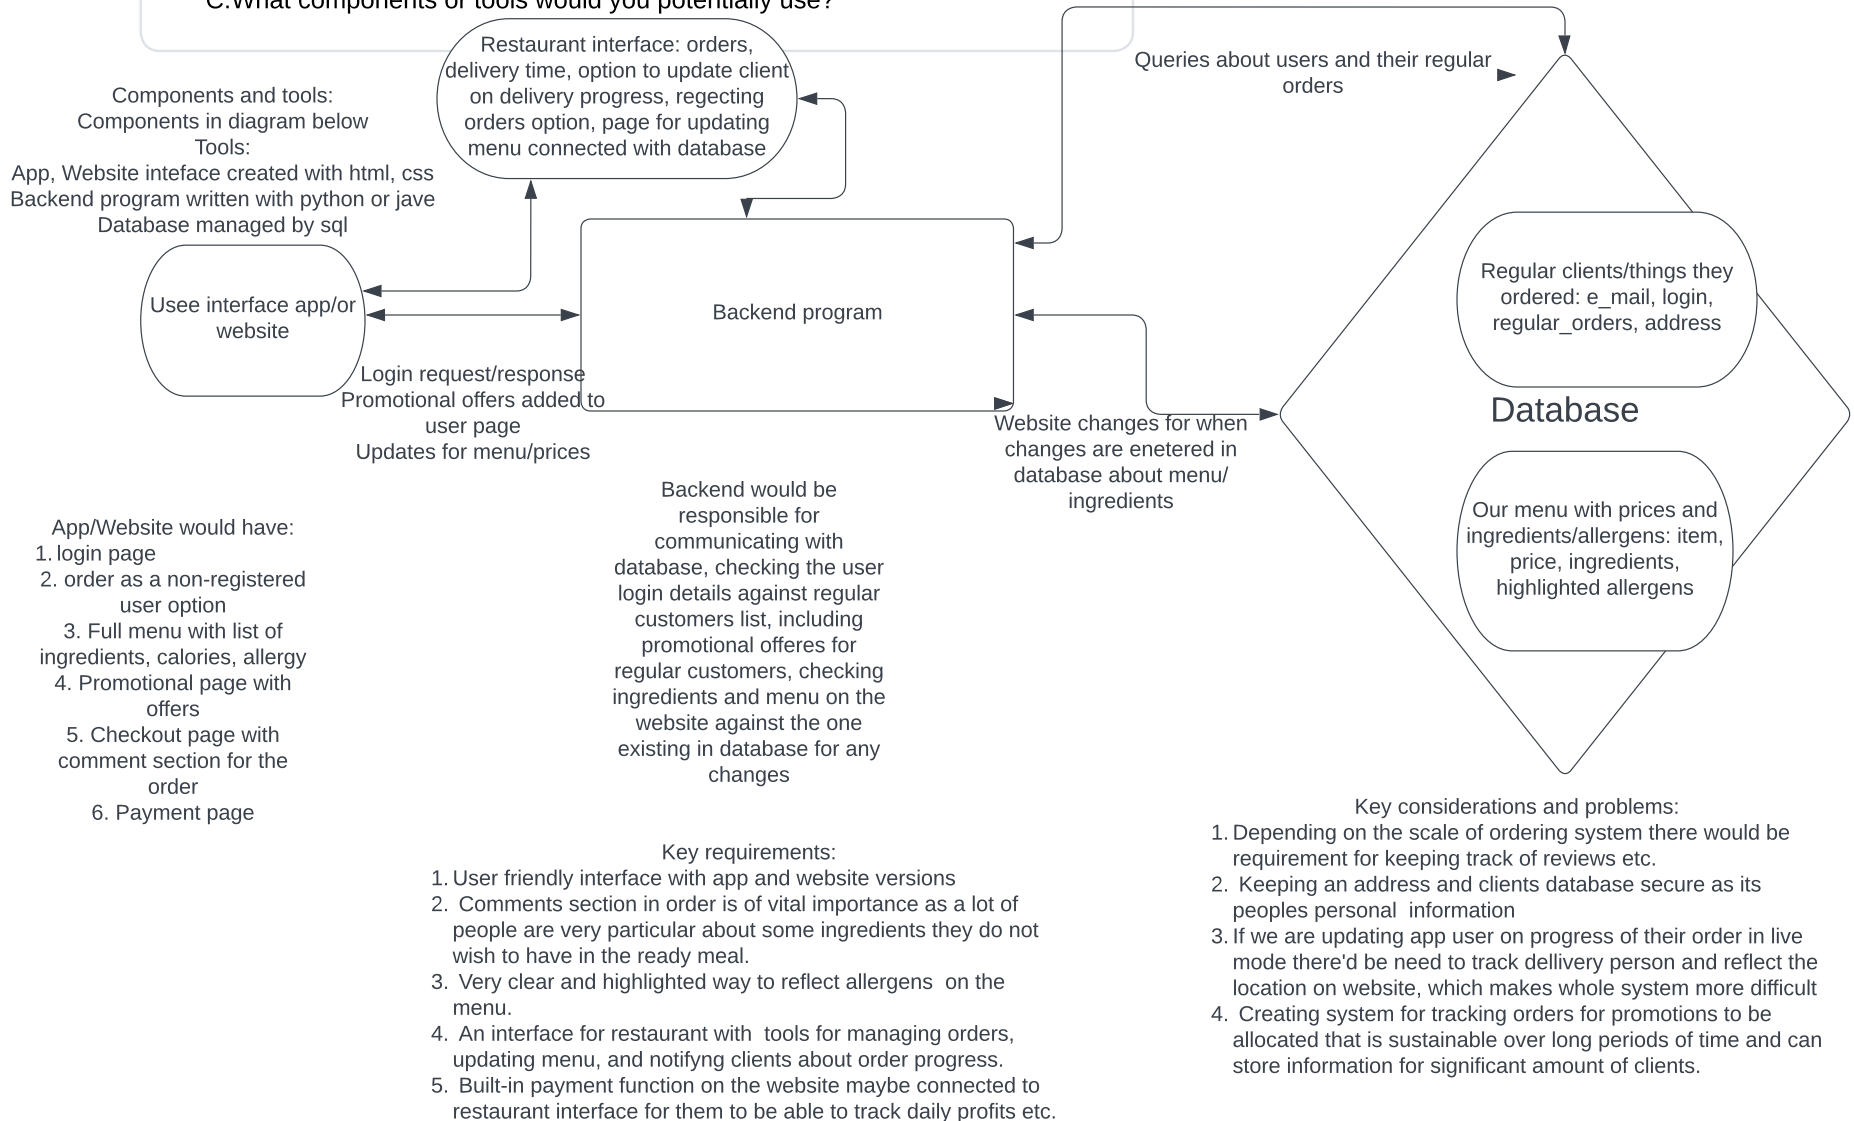 C.What components or tools would you potentially use?
Restaurant interface: orders,
delivery time, option to update client
on delivery progress, regecting
orders option, page for updating
menu connected with database
Queries about users and their regular
orders
Components and tools:
Components in diagram below
Tools:
App, Website inteface created with html, css
Backend program written with python or jave
Database managed by sql
Usee interface app/or
website
Backend program
Regular clients/things they
ordered: e_mail, login,
regular_orders, address
Database
Login request/response
Promotional offers added to
user page
Updates for menu/prices
Website changes for when
changes are enetered in
database about menu/
ingredients
Our menu with prices and
ingredients/allergens: item,
price, ingredients,
highlighted allergens
App/Website would have:
1. login page
2. order as a non-registered
user option
3. Full menu with list of
ingredients, calories, allergy
4. Promotional page with
offers
5. Checkout page with
comment section for the
order
6. Payment page
Backend would be
responsible for
communicating with
database, checking the user
login details against regular
customers list, including
promotional offeres for
regular customers, checking
ingredients and menu on the
website against the one
existing in database for any
changes
Key requirements:
1. User friendly interface with app and website versions
2. Comments section in order is of vital importance as a lot of
people are very particular about some ingredients they do not
wish to have in the ready meal.
3. Very clear and highlighted way to reflect allergens on the
menu.
4. An interface for restaurant with tools for managing orders,
updating menu, and notifyng clients about order progress.
5. Built-in payment function on the website maybe connected to
restaurant interface for them to be able to track daily profits etc.
Key considerations and problems:
1. Depending on the scale of ordering system there would be
requirement for keeping track of reviews etc.
2. Keeping an address and clients database secure as its
peoples personal information
3. If we are updating app user on progress of their order in live
mode there'd be need to track dellivery person and reflect the
location on website, which makes whole system more difficult
4. Creating system for tracking orders for promotions to be
allocated that is sustainable over long periods of time and can
store information for significant amount of clients.